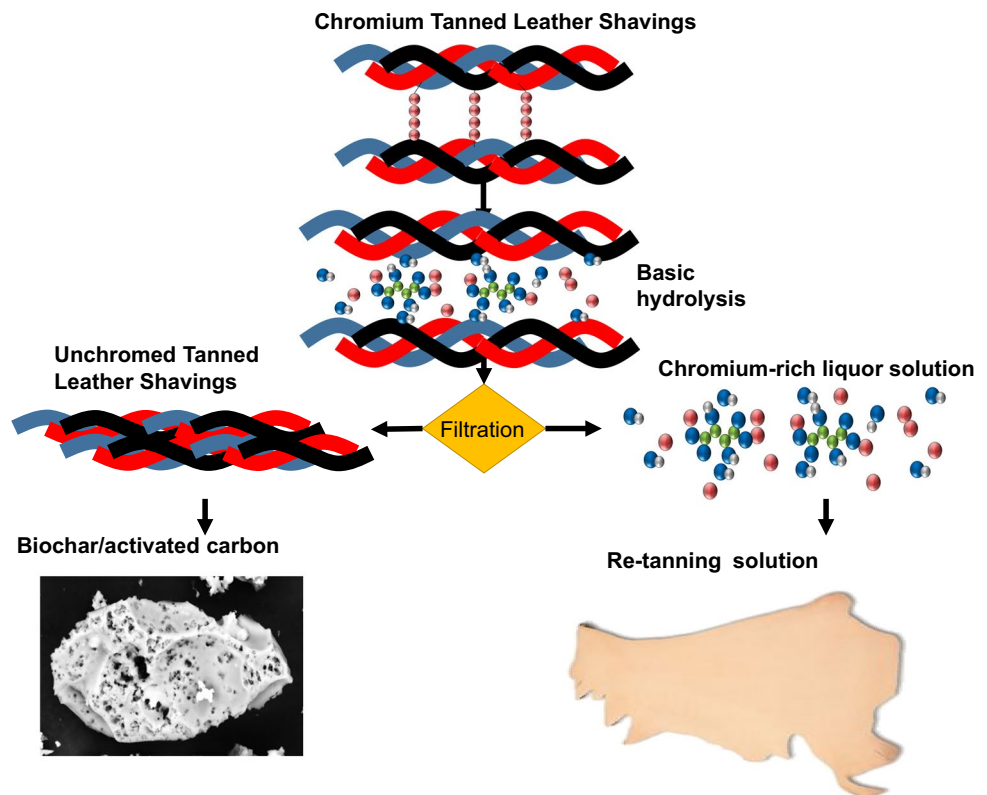 Chromium Tanned Leather Shavings
Basic
hydrolysis
Unchromed Tanned
Leather Shavings
Filtration
Chromium-rich liquor solution
Biochar/activated carbon
Re-tanning solution